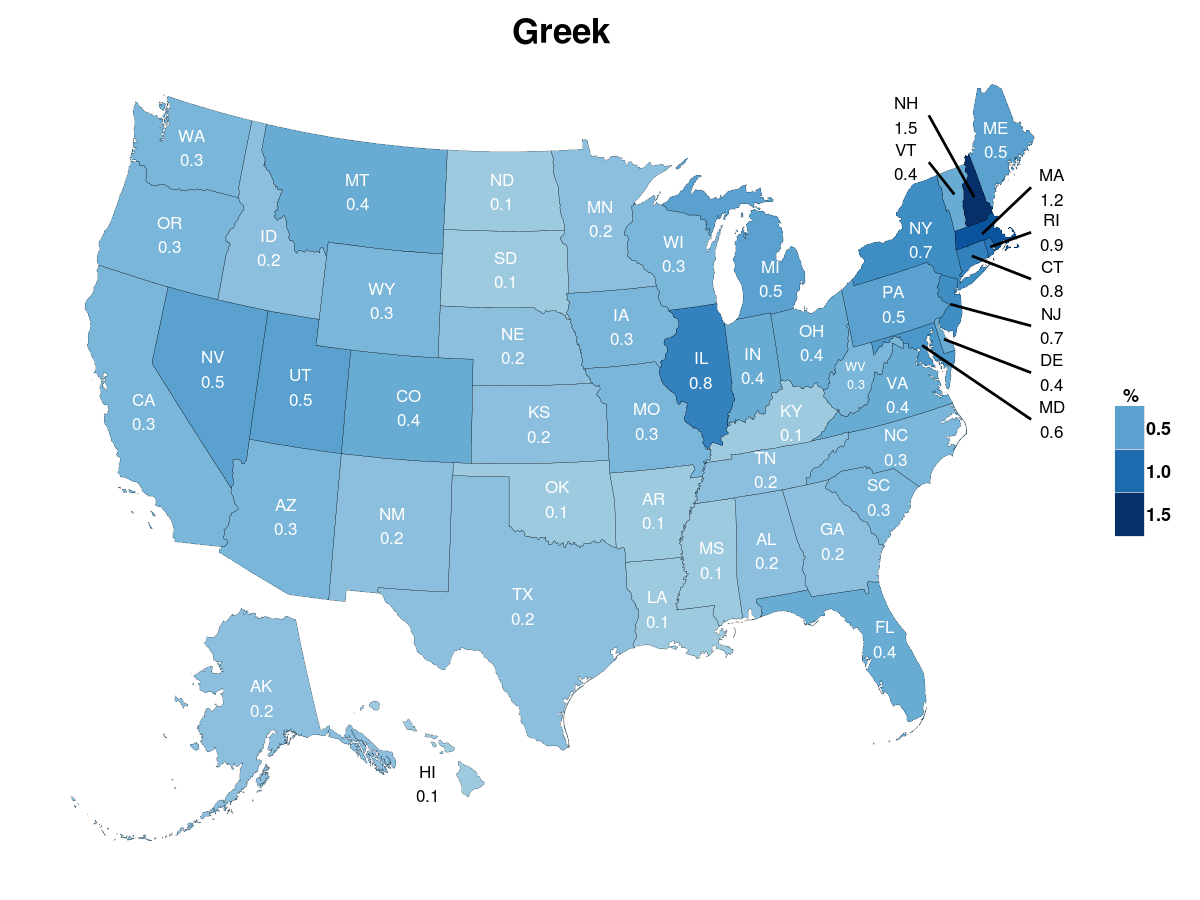 Greek
NH
1.5
VT
0.4
ME
0.5
WA
0.3
MT
0.4
ND
0.1
MN
0.2
MA
1.2
RI
0.9
OR
0.3
ID
0.2
SD
0.1
WI
0.3
MI
0.5
NY
0.7
CT
0.8
WY
0.3
IA
0.3
PA
0.5
NJ
0.7
NE
0.2
OH
0.4
NV
0.5
UT
0.5
CO
0.4
IL
0.8
IN
0.4
WV
0.3
VA
0.4
DE
0.4
MD
0.6
CA
0.3
KS
0.2
MO
0.3
KY
0.1
NC
0.3
TN
0.2
AZ
0.3
NM
0.2
OK
0.1
AR
0.1
SC
0.3
MS
0.1
AL
0.2
GA
0.2
TX
0.2
LA
0.1
FL
0.4
AK
0.2
HI
0.1
%
0.5
1.0
1.5